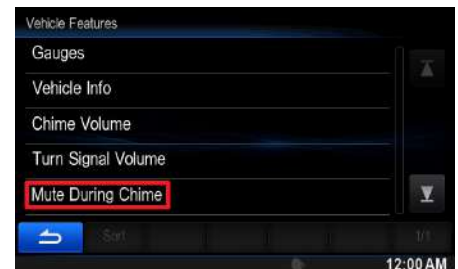 Vehicle Features
Gauges
Vehicle Info
Chime Volume
Turn Signal Volume
Mute During Chime
Sort
1/1
12:00 AM